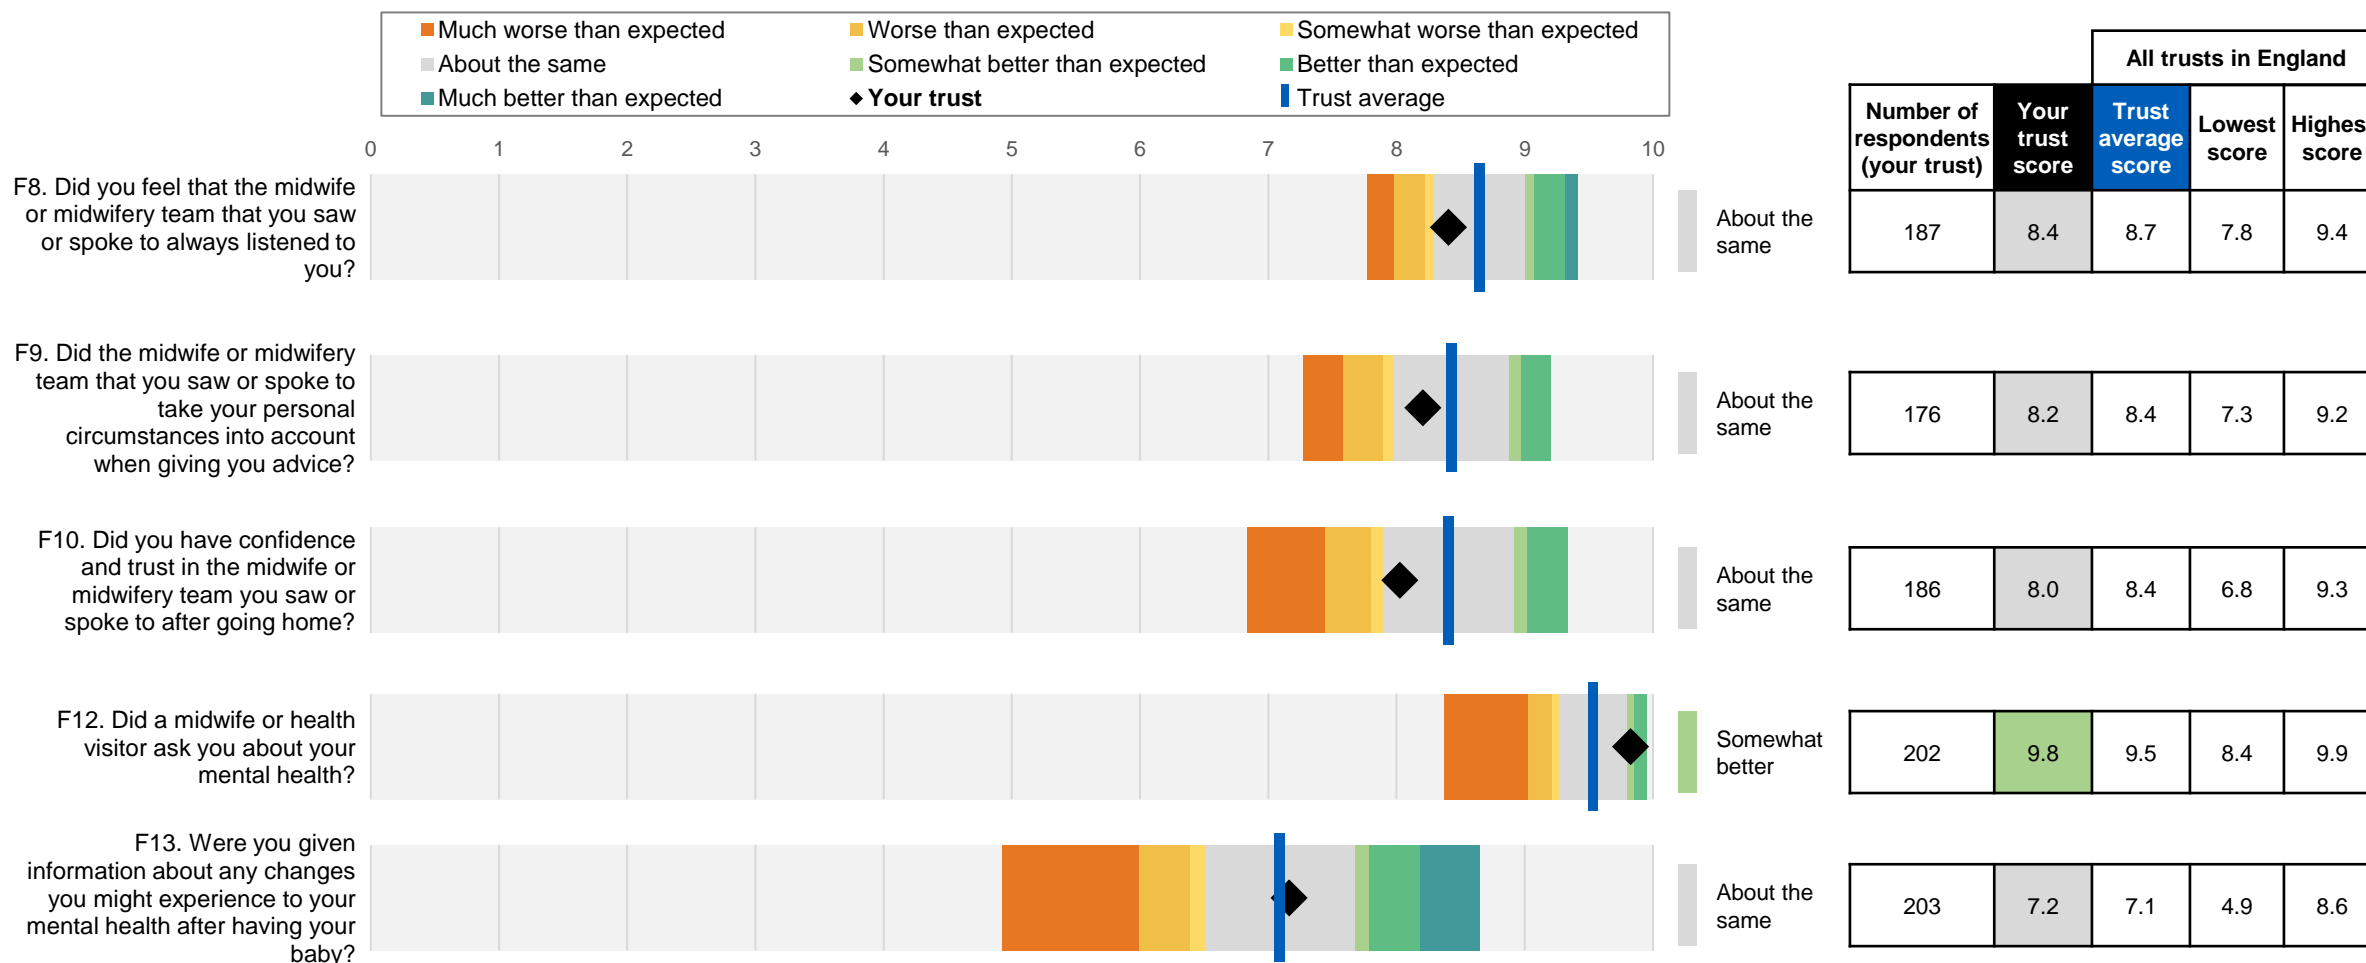 Much worse than expected
Worse than expected
Somewhat worse than expected
About the same
Somewhat better than expected
Better than expected
Much better than expected
Your trust
Trust average
All trusts in England
Number of
respondents
(your trust)
Your
trust
score
Trust
average
score
Lowest
score
Highes
score
0 1 2 3 4 5 6 7 8 9 10
F8. Did you feel that the midwife
or midwifery team that you saw
or spoke to always listened to
you?
About the
same
187 8.4 8.7 7.8 9.4
F9. Did the midwife or midwifery
team that you saw or spoke to
take your personal
circumstances into account
when giving you advice?
About the
same
176 8.2 8.4 7.3 9.2
F10. Did you have confidence
and trust in the midwife or
midwifery team you saw or
spoke to after going home?
About the
same
186 8.0 8.4 6.8 9.3
F12. Did a midwife or health
visitor ask you about your
mental health?
Somewhat
better
202 9.8 9.5 8.4 9.9
F13. Were you given
information about any changes
you might experience to your
mental health after having your
baby?
About the
same
203 7.2 7.1 4.9 8.6